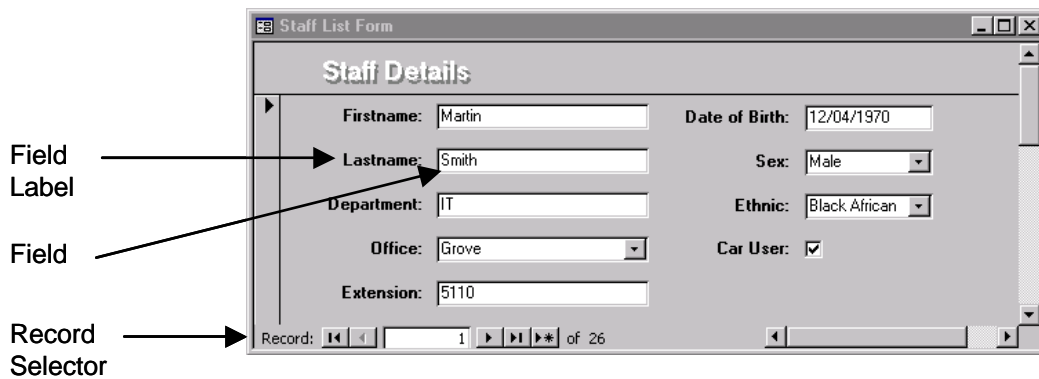 Staff List Form
Staff Details
Firstname: Martin Date of Birth: 12/04/1970
Field
Label
Lastname: Smith Sex: Male
Department: IT Ethnic: Black African
Field
Office: Grove Car User:
Extension: 5110
Record
Selector
Record: 1 of 26